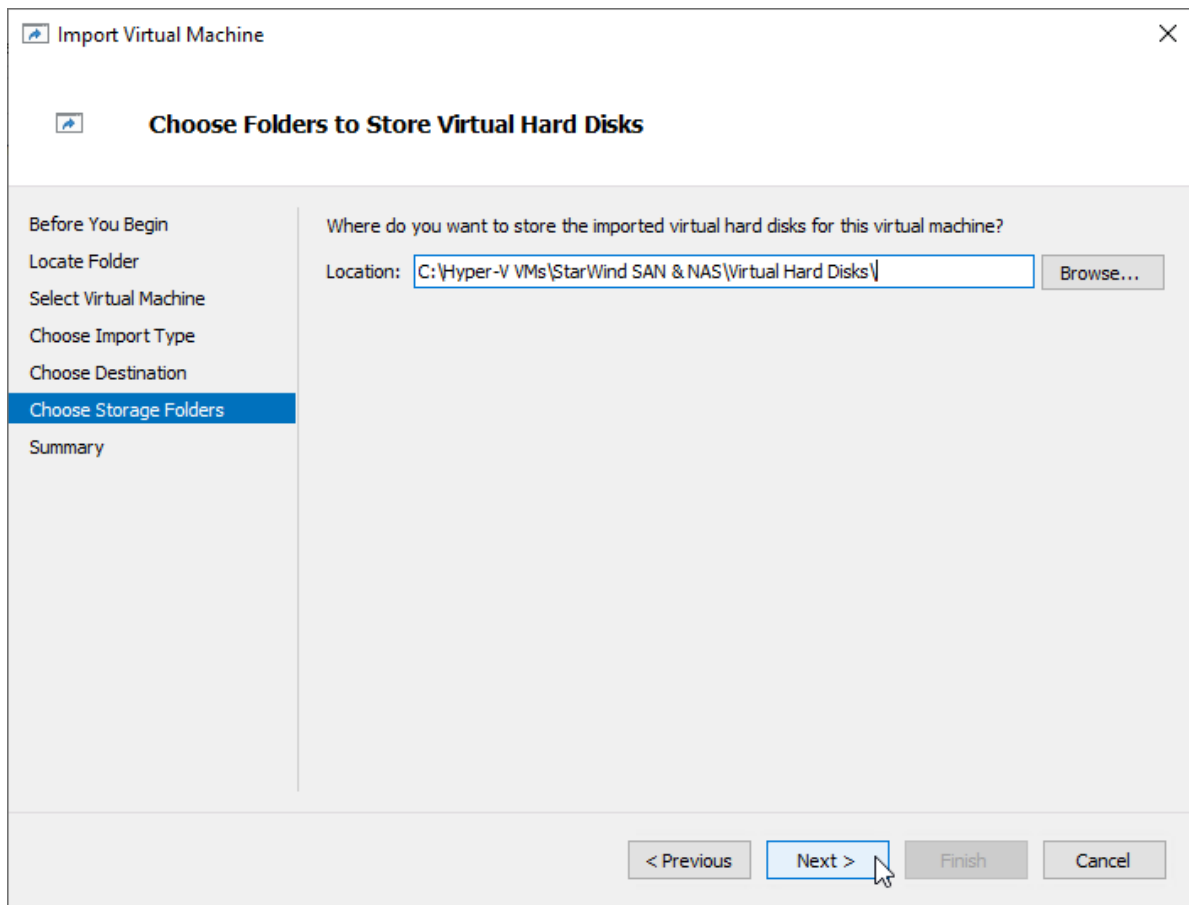 Import Virtual Machine
Choose Folders to Store Virtual Hard Disks
Before You Begin
Locate Folder
Select Virtual Machine
Choose Import Type
Choose Destination
Choose Storage Folders
Summary
Where do you want to store the imported virtual hard disks for this virtual machine?
Location: C:\Hyper-V VMs\StarWind SAN & NAS\Virtual Hard Disks\ Browse...
< Previous Next > Finish Cancel